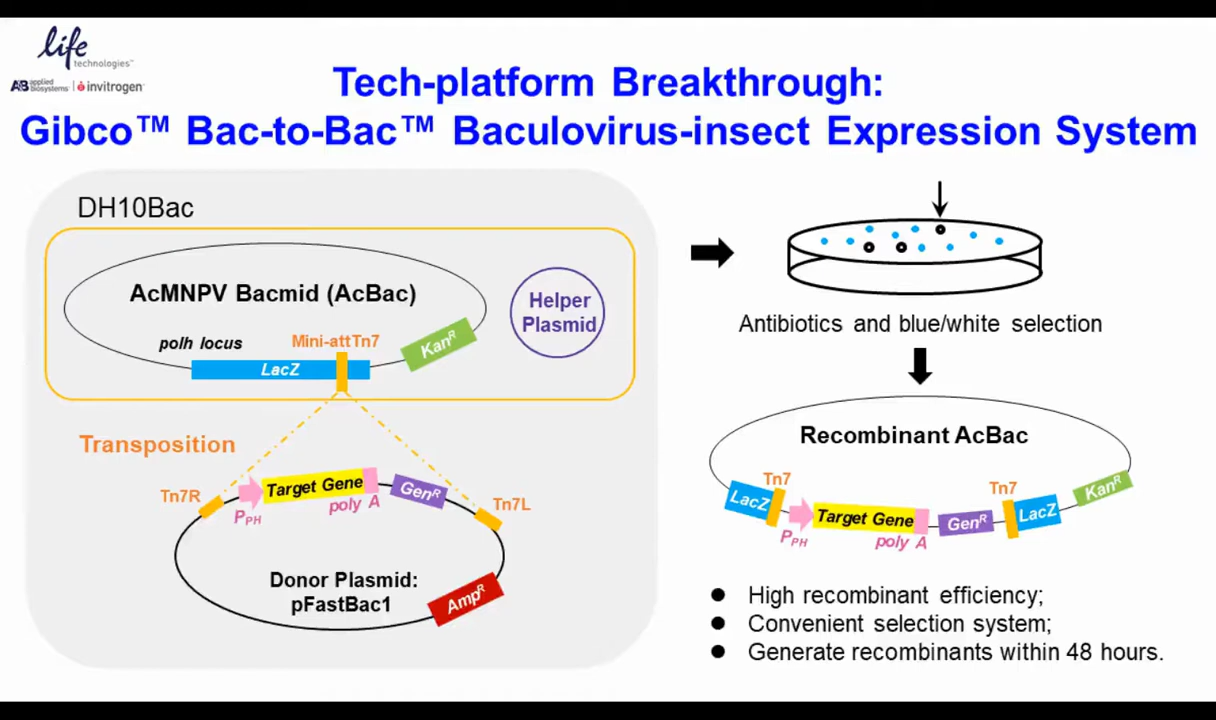 life
technologies™
AB applied biosystems | invitrogen
Tech-platform Breakthrough:
Gibco™ Bac-to-Bac™ Baculovirus-insect Expression System
DH10Bac
AcMNPV Bacmid (AcBac)
Helper
Plasmid
polh locus
Mini-attTn7
KanR
LacZ
Transposition
Tn7R
PPH
Target Gene
poly A
GenR
Tn7L
Donor Plasmid:
pFastBac1
AmpR
Antibiotics and blue/white selection
Recombinant AcBac
LacZ
Tn7
PPH
Target Gene
poly A
GenR
Tn7
LacZ
KanR
● High recombinant efficiency;
● Convenient selection system;
● Generate recombinants within 48 hours.